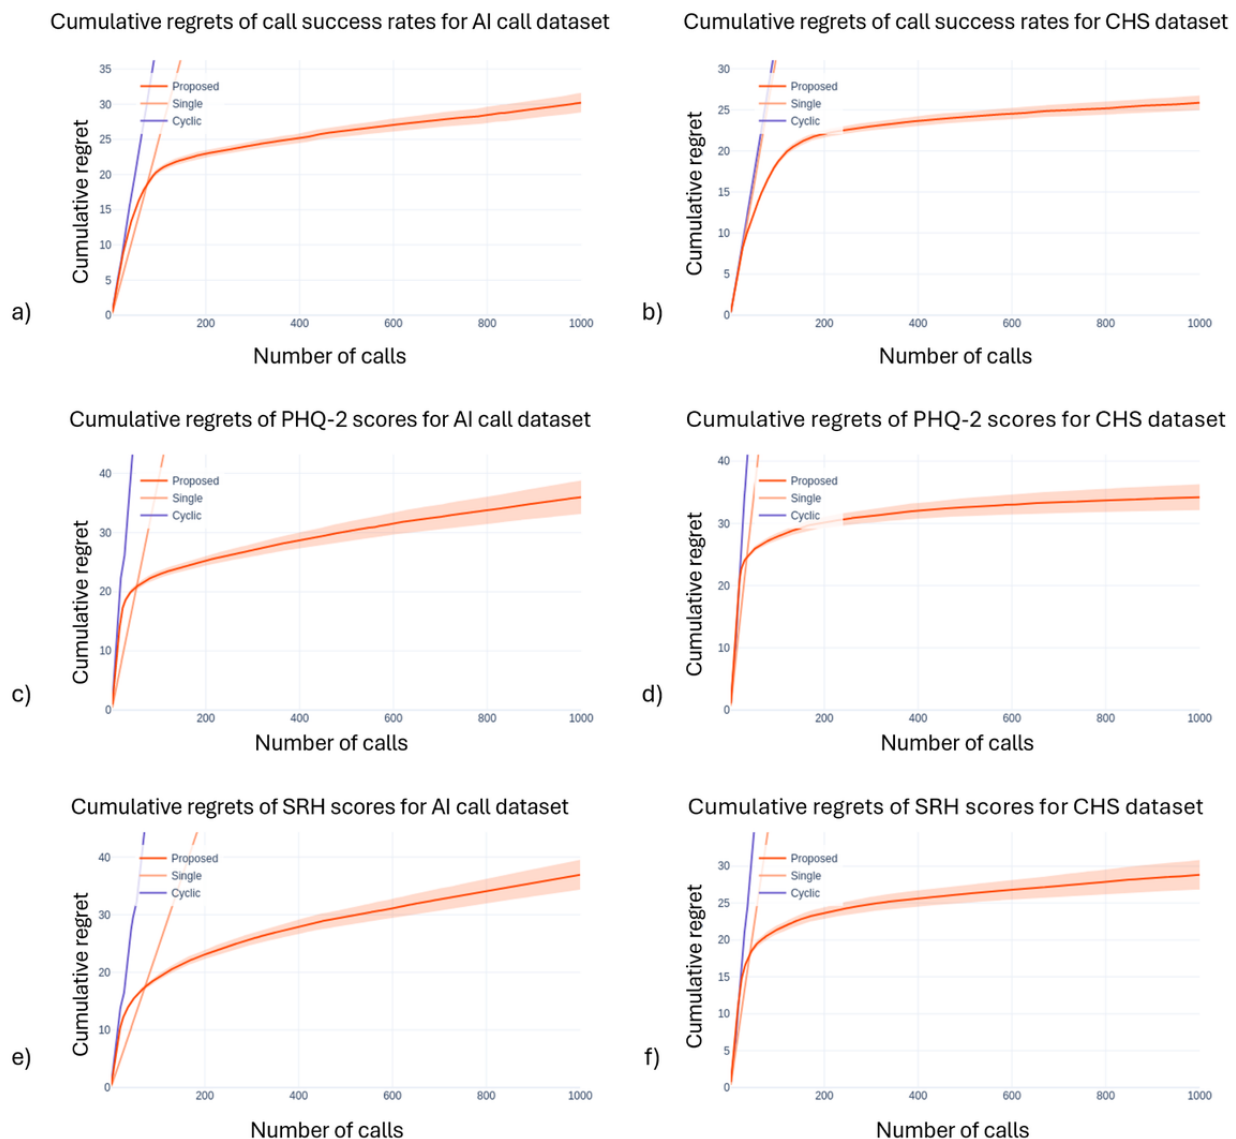 Cumulative regrets of call success rates for AI call dataset
35
30
25
20
15
10
5
0
Proposed
Single
Cyclic
Cumulative regret
200
400
600
800
1000
Number of calls
a)
Cumulative regrets of call success rates for CHS dataset
30
25
20
15
10
5
0
Proposed
Single
Cyclic
Cumulative regret
200
400
600
800
1000
Number of calls
b)
Cumulative regrets of PHQ-2 scores for AI call dataset
40
30
20
10
0
Proposed
Single
Cyclic
Cumulative regret
200
400
600
800
1000
Number of calls
c)
Cumulative regrets of PHQ-2 scores for CHS dataset
40
30
20
10
0
Proposed
Single
Cyclic
Cumulative regret
200
400
600
800
1000
Number of calls
d)
Cumulative regrets of SRH scores for AI call dataset
40
30
20
10
0
Proposed
Single
Cyclic
Cumulative regret
200
400
600
800
1000
Number of calls
e)
Cumulative regrets of SRH scores for CHS dataset
30
25
20
15
10
5
0
Proposed
Single
Cyclic
Cumulative regret
200
400
600
800
1000
Number of calls
f)